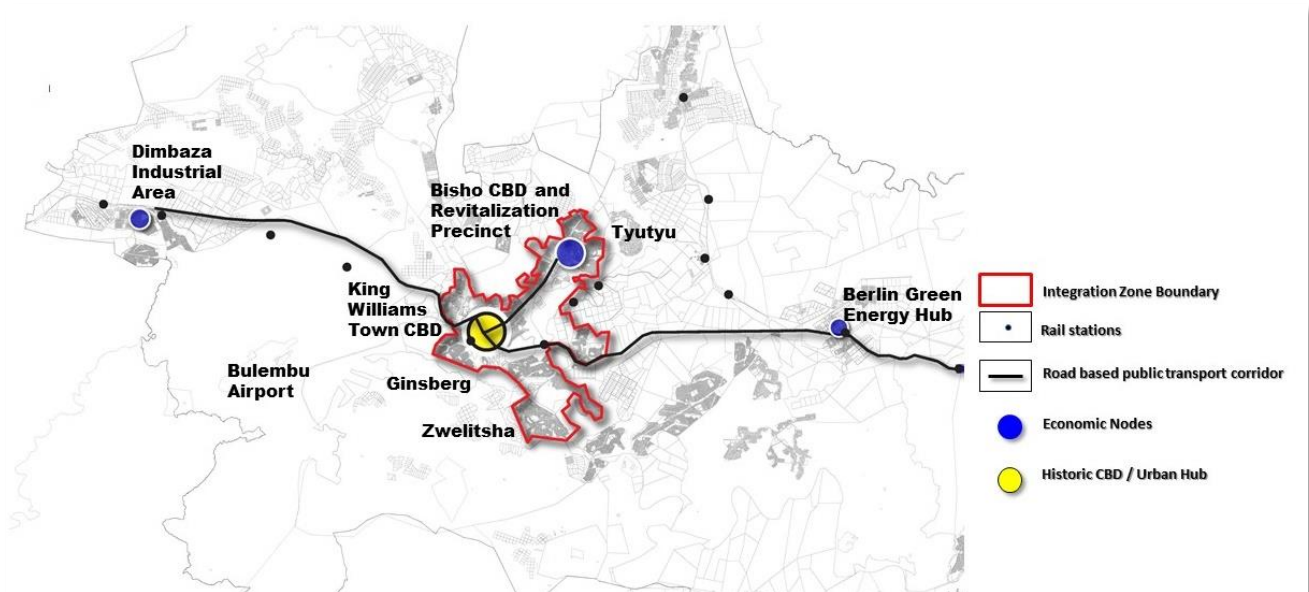 Dimbaza
Industrial
Area
Bisho CBD and
Revitalization
Precinct
Tyutyu
King
Williams
Town CBD
Berlin Green
Energy Hub
Bulembu
Airport
Ginsberg
Zwelitsha
Integration Zone Boundary
Rail stations
Road based public transport corridor
Economic Nodes
Historic CBD / Urban Hub